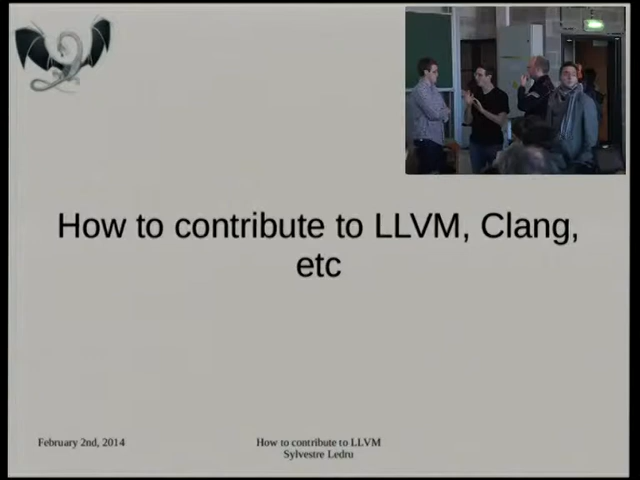 How to contribute to LLVM, Clang,
etc
February 2nd, 2014
How to contribute to LLVM
Sylvestre Ledru